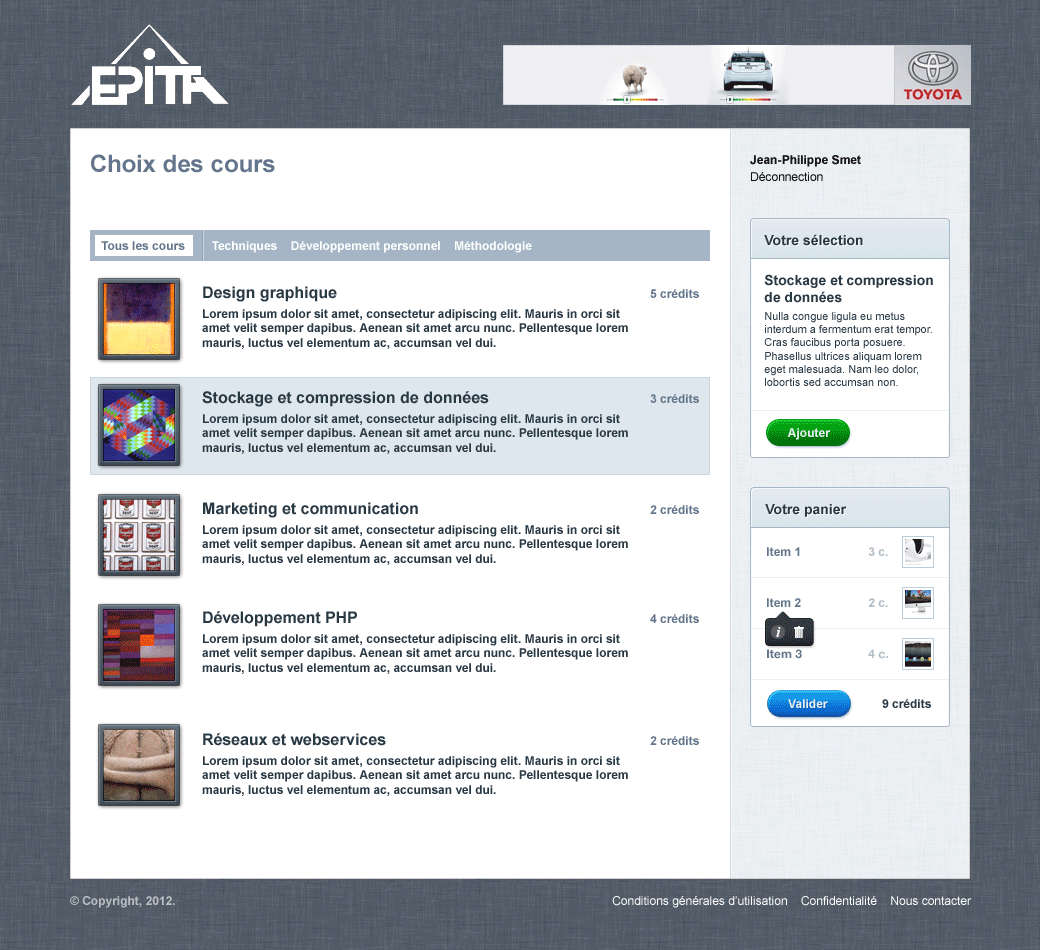 EPITA
TOYOTA
Choix des cours
Jean-Philippe Smet
Déconnection
Tous les cours Techniques Développement personnel Méthodologie
Design graphique 5 crédits
Lorem ipsum dolor sit amet, consectetur adipiscing elit. Mauris in orci sit
amet velit semper dapibus. Aenean sit amet arcu nunc. Pellentesque lorem
mauris, luctus vel elementum ac, accumsan vel dui.
Stockage et compression de données 3 crédits
Lorem ipsum dolor sit amet, consectetur adipiscing elit. Mauris in orci sit
amet velit semper dapibus. Aenean sit amet arcu nunc. Pellentesque lorem
mauris, luctus vel elementum ac, accumsan vel dui.
Marketing et communication 2 crédits
Lorem ipsum dolor sit amet, consectetur adipiscing elit. Mauris in orci sit
amet velit semper dapibus. Aenean sit amet arcu nunc. Pellentesque lorem
mauris, luctus vel elementum ac, accumsan vel dui.
Développement PHP 4 crédits
Lorem ipsum dolor sit amet, consectetur adipiscing elit. Mauris in orci sit
amet velit semper dapibus. Aenean sit amet arcu nunc. Pellentesque lorem
mauris, luctus vel elementum ac, accumsan vel dui.
Réseaux et webservices 2 crédits
Lorem ipsum dolor sit amet, consectetur adipiscing elit. Mauris in orci sit
amet velit semper dapibus. Aenean sit amet arcu nunc. Pellentesque lorem
mauris, luctus vel elementum ac, accumsan vel dui.
Votre sélection
Stockage et compression
de données
Nulla congue ligula eu metus
interdum a fermentum erat tempor.
Cras faucibus porta posuere.
Phasellus ultrices aliquam lorem
eget malesuada. Nam leo dolor,
lobortis sed accumsan non.
Ajouter
Votre panier
Item 1 3 c.
Item 2 2 c.
i
Item 3 4 c.
Valider 9 crédits
© Copyright, 2012.
Conditions générales d'utilisation Confidentialité Nous contacter